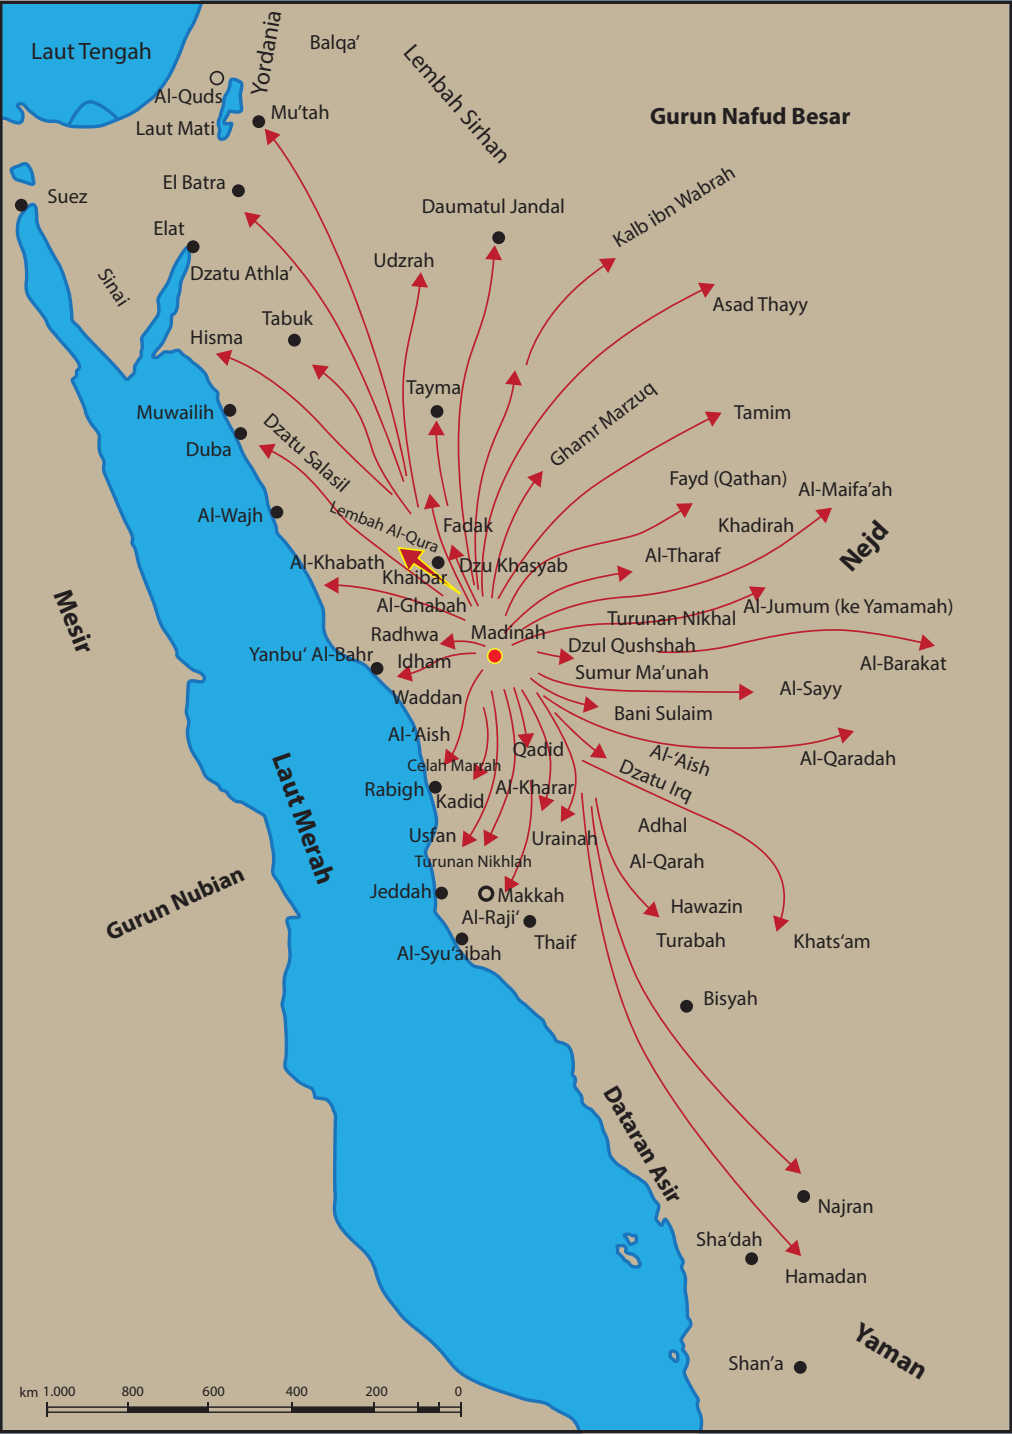 Laut Tengah
Yordania
Balqa’
Lembah Sirhan
Al-Quds
Laut Mati
Mu’tah
Gurun Nafud Besar
El Batra
Suez
Daumatul Jandal
Kalb ibn Wabrah
Elat
Dzatu Athla’
Udzrah
Sinai
Asad Thayy
Tabuk
Hisma
Tayma
Muwailih
Duba
Dzatu Salasil
Ghamr Marzuq
Tamim
Fayd (Qathan)
Al-Maifa’ah
Al-Wajh
Lembah Al-Qura
Fadak
Khadirah
Nejd
Al-Khabath
Khaibar
Dzu Khasyab
Al-Tharaf
Al-Ghabah
Mesir
Radhwa
Madinah
Turunan Nikhal
Al-Jumum (ke Yamamah)
Yanbu‘ Al-Bahr
Idham
Dzul Qushshah
Al-Barakat
Sumur Ma’unah
Waddan
Al-Sayy
Bani Sulaim
Al-‘Aish
Qadid
Al-‘Aish
Al-Qaradah
Celah Marrah
Dzatu Irq
Rabigh
Kadid
Al-Kharar
Laut Merah
Usfan
Urainah
Adhal
Turunan Nikhlah
Al-Qarah
Gurun Nubian
Jeddah
Makkah
Hawazin
Al-Raji‘
Thaif
Turabah
Khats‘am
Al-Syu‘aibah
Bisyah
Dataran Asir
Najran
Sha‘dah
Hamadan
Yaman
Shan’a
km 1.000 800 600 400 200 0